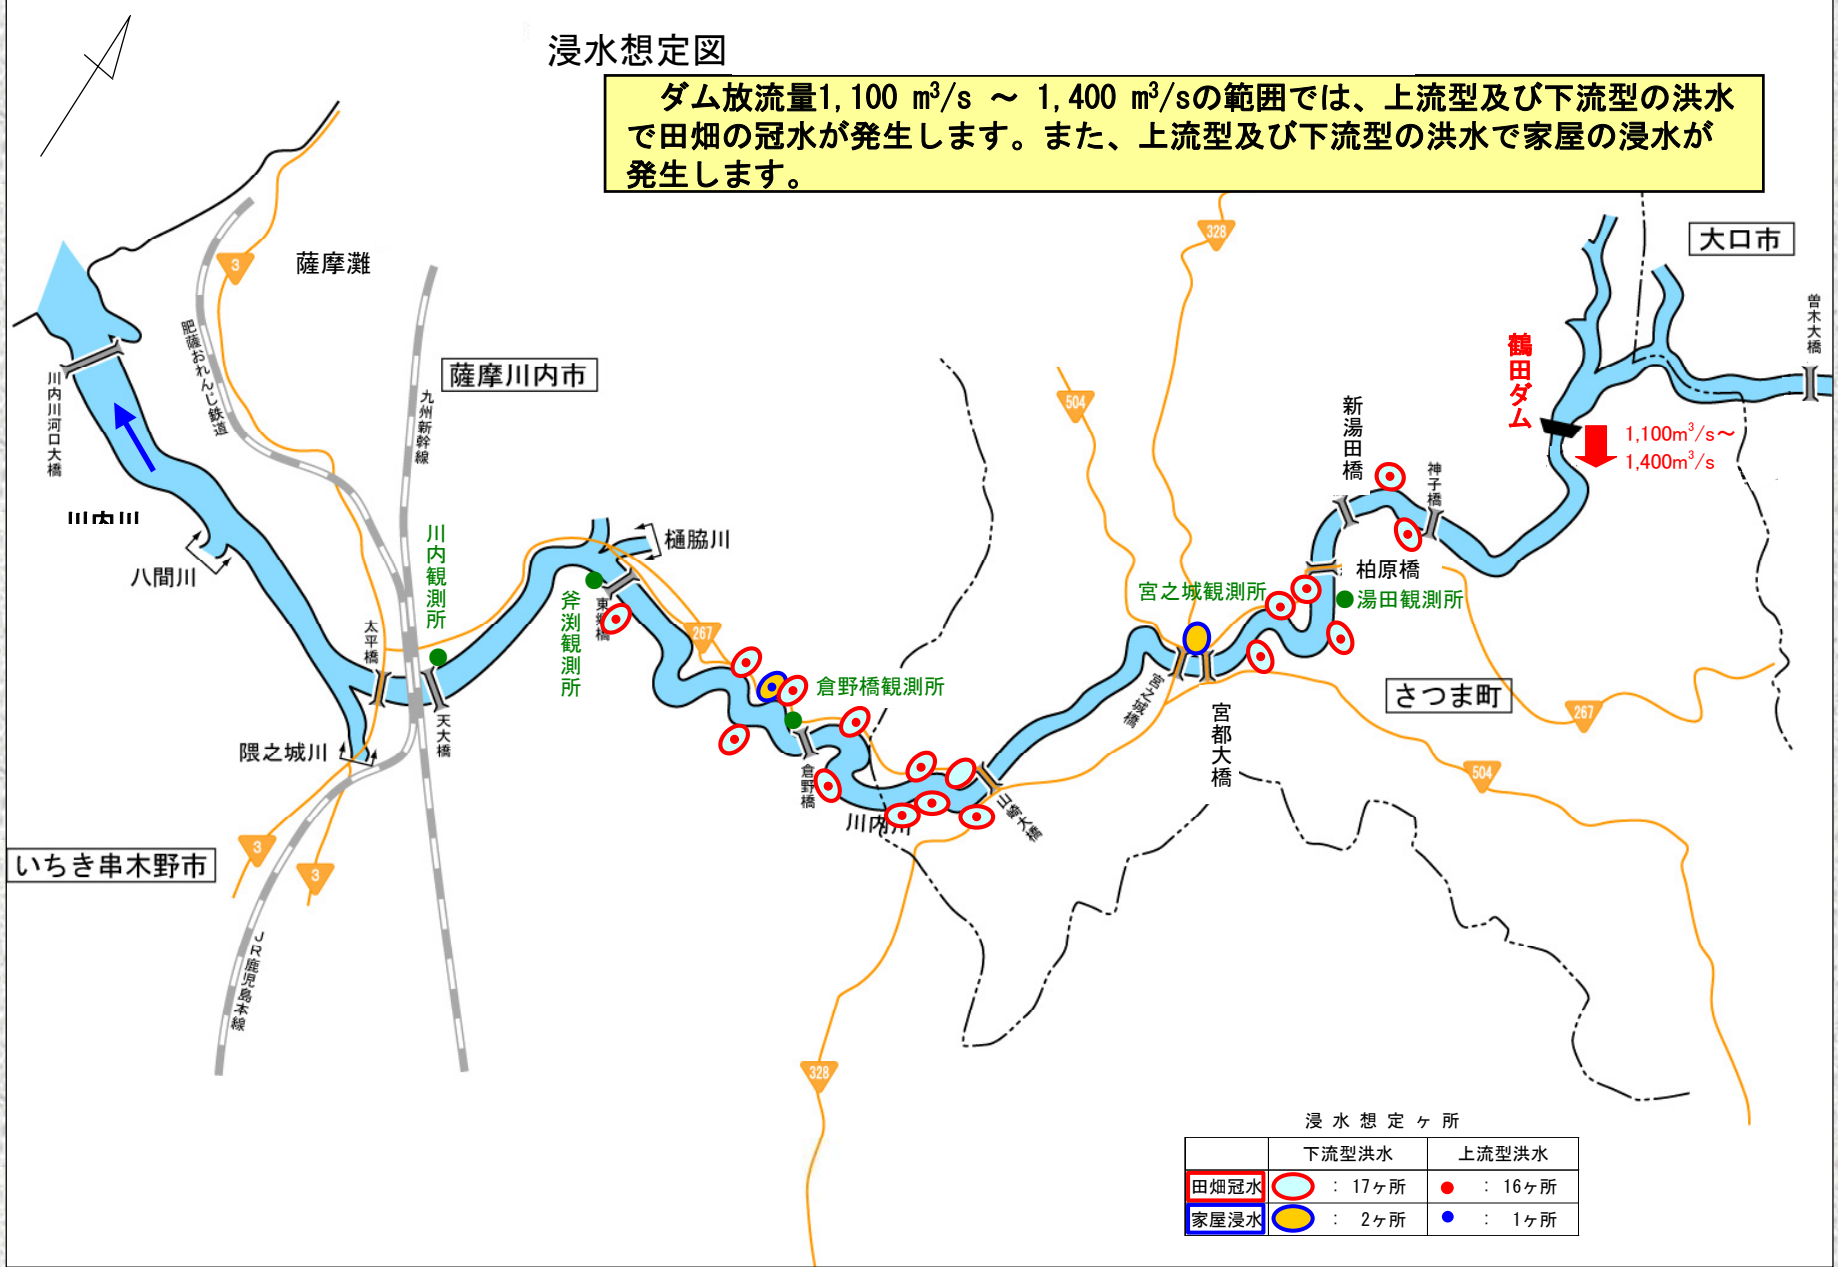 浸水想定図
ダム放流量1,100 m³/s ～ 1,400 m³/sの範囲では、上流型及び下流型の洪水
で田畑の冠水が発生します。また、上流型及び下流型の洪水で家屋の浸水が
発生します。
328
大口市
薩摩灘
3
曽木大橋
肥薩おれんじ鉄道
鶴田ダム
川内川河口大橋
薩摩川内市
九州新幹線
504
新湯田橋
1,100m³/s～
1,400m³/s
神子橋
川内川
川内観測所
樋脇川
八間川
柏原橋
宮之城観測所
湯田観測所
斧渕観測所
東郷橋
太平橋
267
倉野橋観測所
宮之城橋
さつま町
267
宮都大橋
天大橋
隈之城川
倉野橋
504
山崎大橋
川内川
3
いちき串木野市
3
JR鹿児島本線
328
浸水想定ヶ所
下流型洪水 上流型洪水
田畑冠水 ： 17ヶ所 ： 16ヶ所
家屋浸水 ： 2ヶ所 ： 1ヶ所